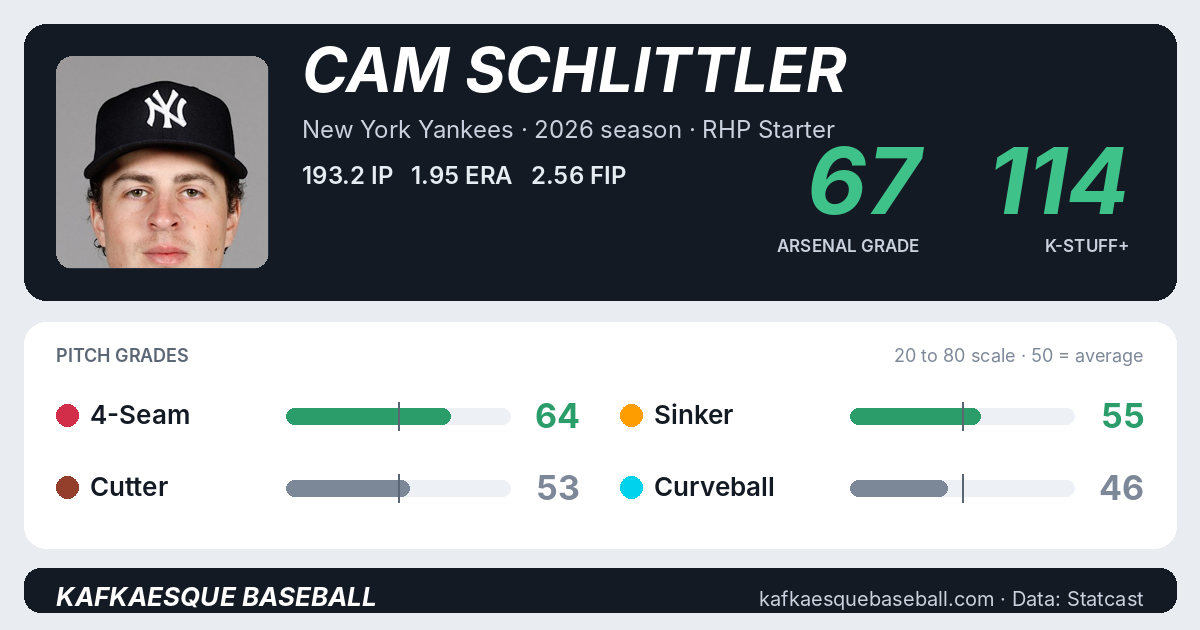 CAM SCHLITTLER
New York Yankees · 2026 season · RHP Starter
193.2 IP 1.95 ERA 2.56 FIP
67 114
ARSENAL GRADE K-STUFF+
NY
PITCH GRADES 20 to 80 scale · 50 = average
4-Seam 64 Sinker 55
Cutter 53 Curveball 46
KAFKAESQUE BASEBALL kafkaesquebaseball.com · Data: Statcast